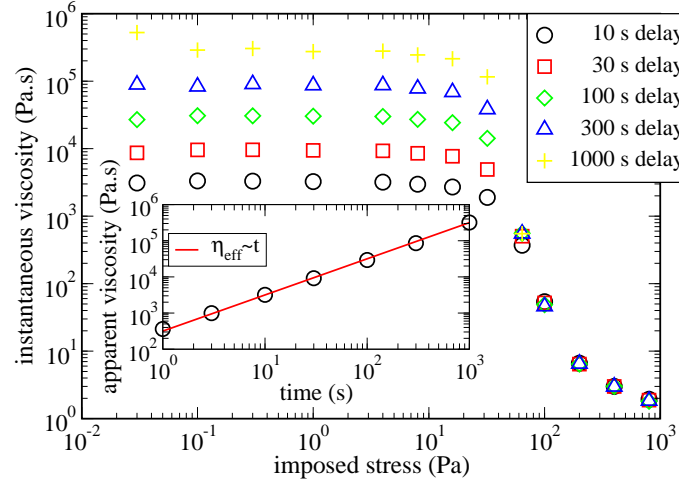 instantaneous viscosity (Pa.s)
10^6
10^5
10^4
10^3
10^2
10^1
10^0
10^-2
10^-1
10^0
10^1
10^2
10^3
imposed stress (Pa)
10 s delay
30 s delay
100 s delay
300 s delay
1000 s delay
apparent viscosity (Pa.s)
10^6
10^5
10^4
10^3
10^2
η_eff~t
10^0
10^1
10^2
10^3
time (s)